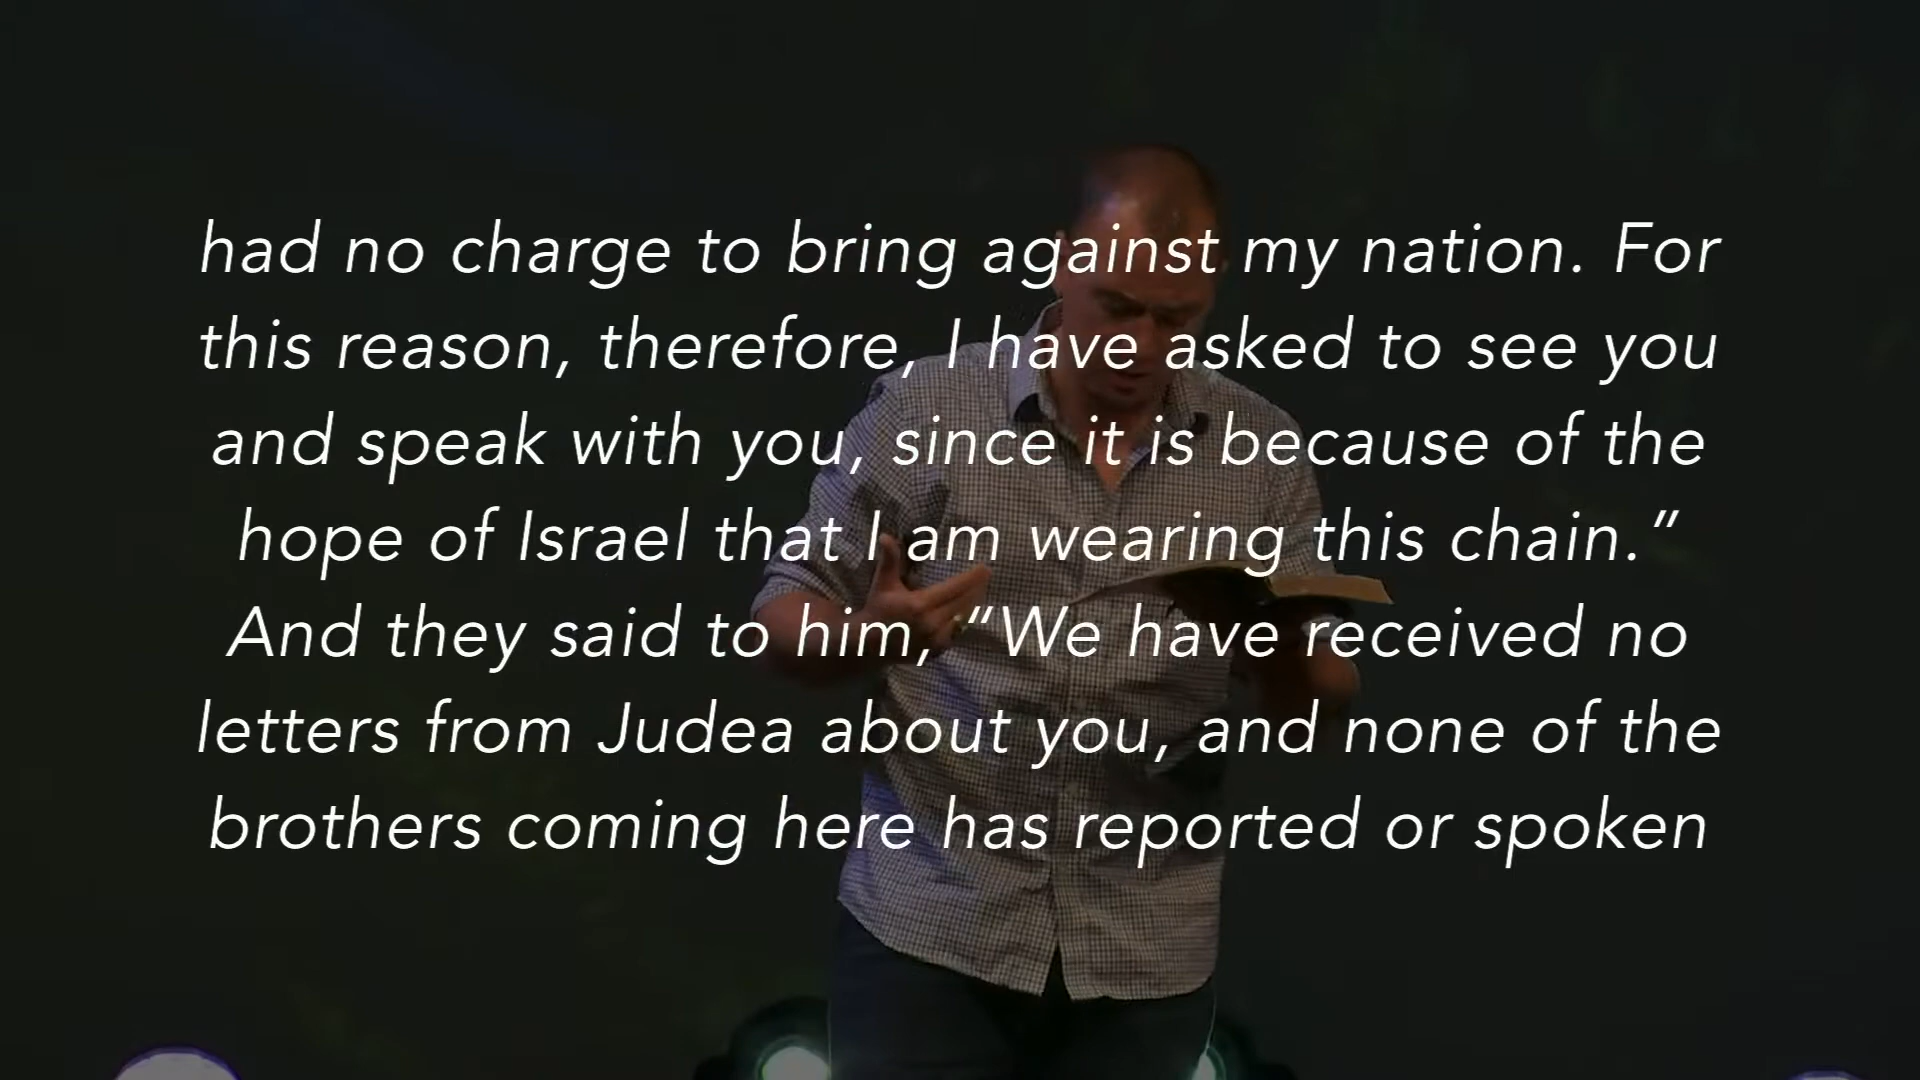 had no charge to bring against my nation. For
this reason, therefore, I have asked to see you
and speak with you, since it is because of the
hope of Israel that I am wearing this chain.”
And they said to him, “We have received no
letters from Judea about you, and none of the
brothers coming here has reported or spoken